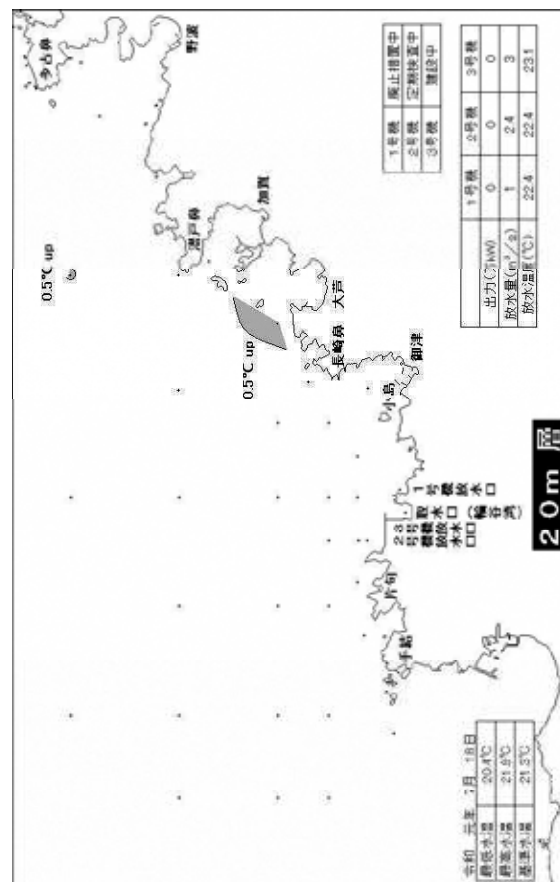 今占鼻
野波
0.5℃ up
潜戸鼻
加賀
0.5℃ up
大芦
長崎鼻
御津
小島
1号機放水口
取水口
(輪谷湾)
3号機放水口
2号機放水口
片句
手結
20m 層
1号機 廃止措置中
2号機 定期検査中
3号機 建設中
1号機 2号機 3号機
出力(万kW) 0 0 0
放水量(m³/s) 1 2.4 3
放水温度(℃) 22.4 22.4 23.1
令和 元年 7月 18日
最低水温 20.4℃
最高水温 21.9℃
基準水温 21.3℃